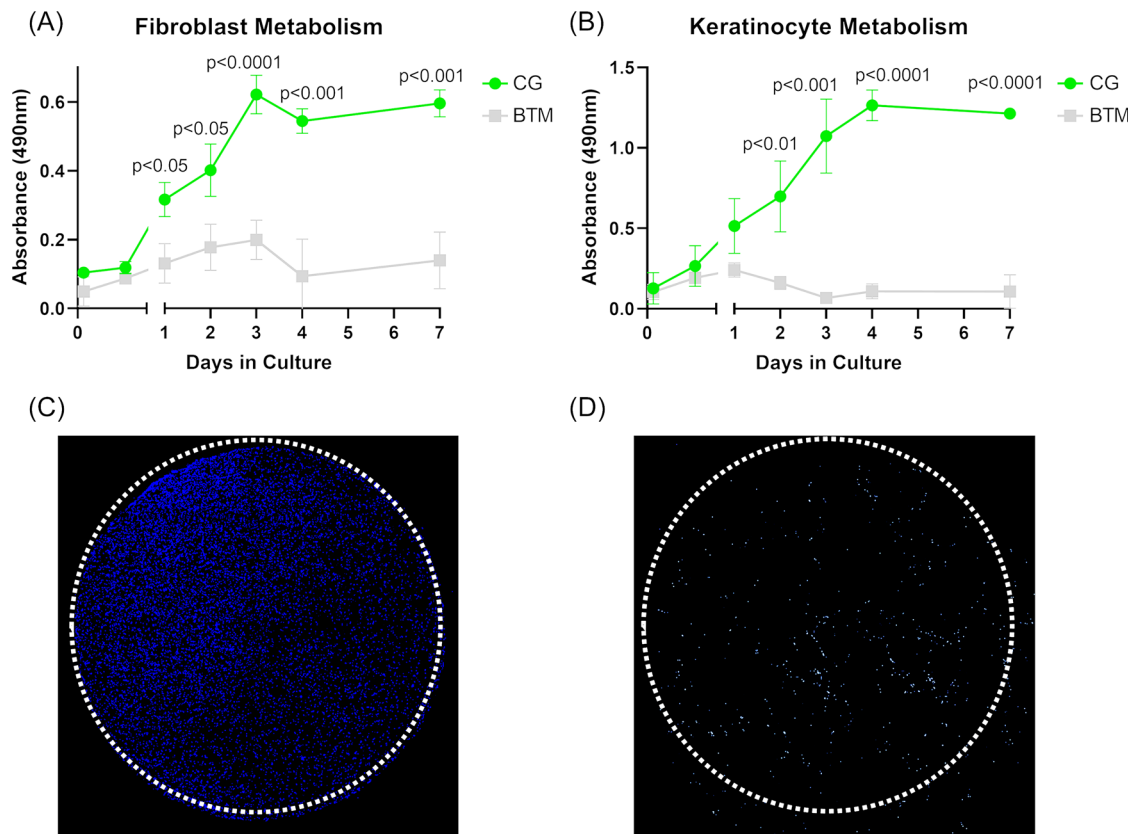 (A)
Fibroblast Metabolism
Absorbance (490nm)
0.6
0.4
0.2
0.0
p<0.05
p<0.05
p<0.0001
p<0.001
p<0.001
CG
BTM
0 1 2 3 4 5 6 7
Days in Culture
(B)
Keratinocyte Metabolism
Absorbance (490nm)
1.5
1.0
0.5
0.0
p<0.01
p<0.001
p<0.0001
p<0.0001
CG
BTM
0 1 2 3 4 5 6 7
Days in Culture
(C)
(D)